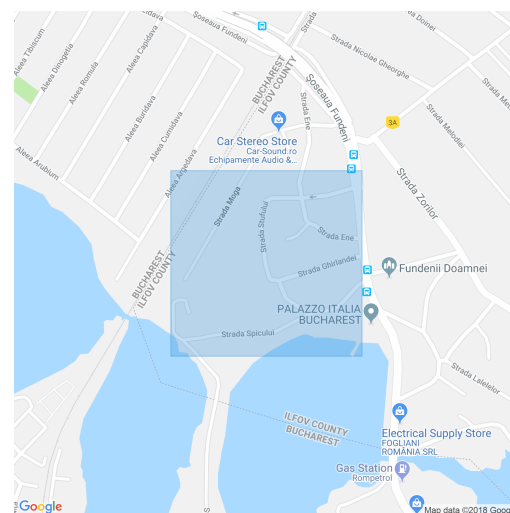 Șoseaua Fundeni
Strada Doinei
Strada Nicolae Gheorghe
Aleea Tibiscum
Aleea Dinogetia
Aleea Romula
Aleea Capidava
Aleea Buridava
Aleea Cumidava
Aleea Argedava
Aleea Arubium
BUCHAREST
ILFOV COUNTY
Șoseaua Fundeni
Strada Ene
3A
Strada Melodiei
Strada Zorilor
Car Stereo Store
Car-Sound.ro
Echipamente Audio &...
Strada Moga
Strada Stufului
Strada Ene
Strada Ghirlandei
Fundenii Doamnei
BUCHAREST
ILFOV COUNTY
PALAZZO ITALIA
BUCHAREST
Strada Spicului
Strada Lalelelor
ILFOV COUNTY
BUCHAREST
Electrical Supply Store
FOGLIANI
ROMÂNIA SRL
Gas Station
Rompetrol
Google
Map data ©2018 Goog